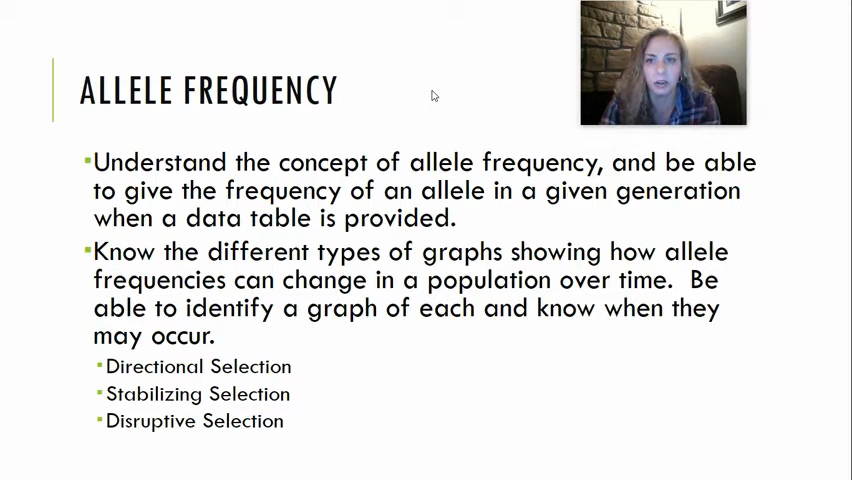 ALLELE FREQUENCY
▪Understand the concept of allele frequency, and be able
to give the frequency of an allele in a given generation
when a data table is provided.
▪Know the different types of graphs showing how allele
frequencies can change in a population over time.  Be
able to identify a graph of each and know when they
may occur.
▪Directional Selection
▪Stabilizing Selection
▪Disruptive Selection